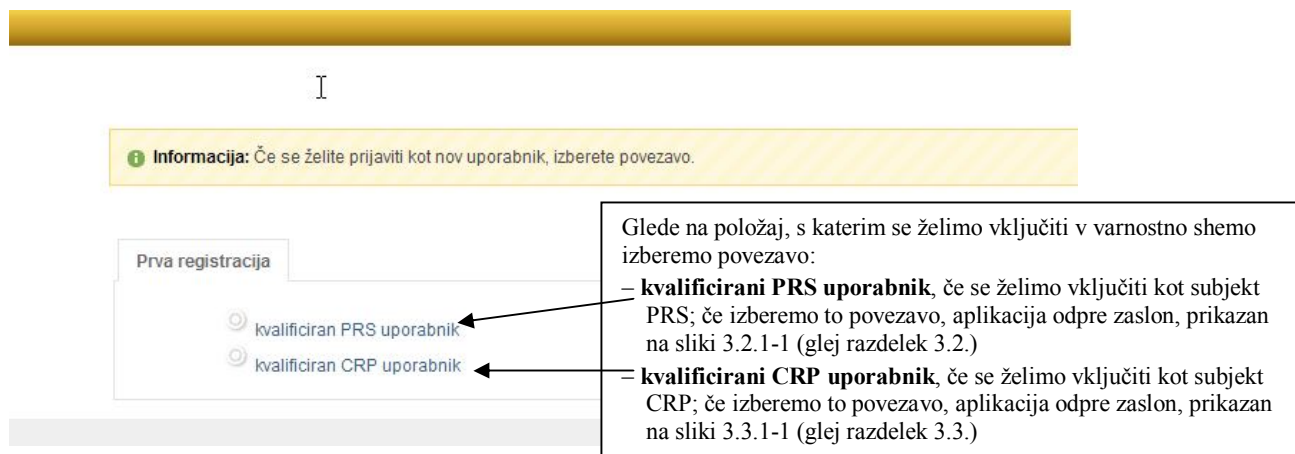 Informacija: Če se želite prijaviti kot nov uporabnik, izberete povezavo.
Prva registracija
kvalificiran PRS uporabnik
kvalificiran CRP uporabnik
Glede na položaj, s katerim se želimo vključiti v varnostno shemo
izberemo povezavo:
– kvalificirani PRS uporabnik, če se želimo vključiti kot subjekt
PRS; če izberemo to povezavo, aplikacija odpre zaslon, prikazan
na sliki 3.2.1-1 (glej razdelek 3.2.)
– kvalificirani CRP uporabnik, če se želimo vključiti kot subjekt
CRP; če izberemo to povezavo, aplikacija odpre zaslon, prikazan
na sliki 3.3.1-1 (glej razdelek 3.3.)